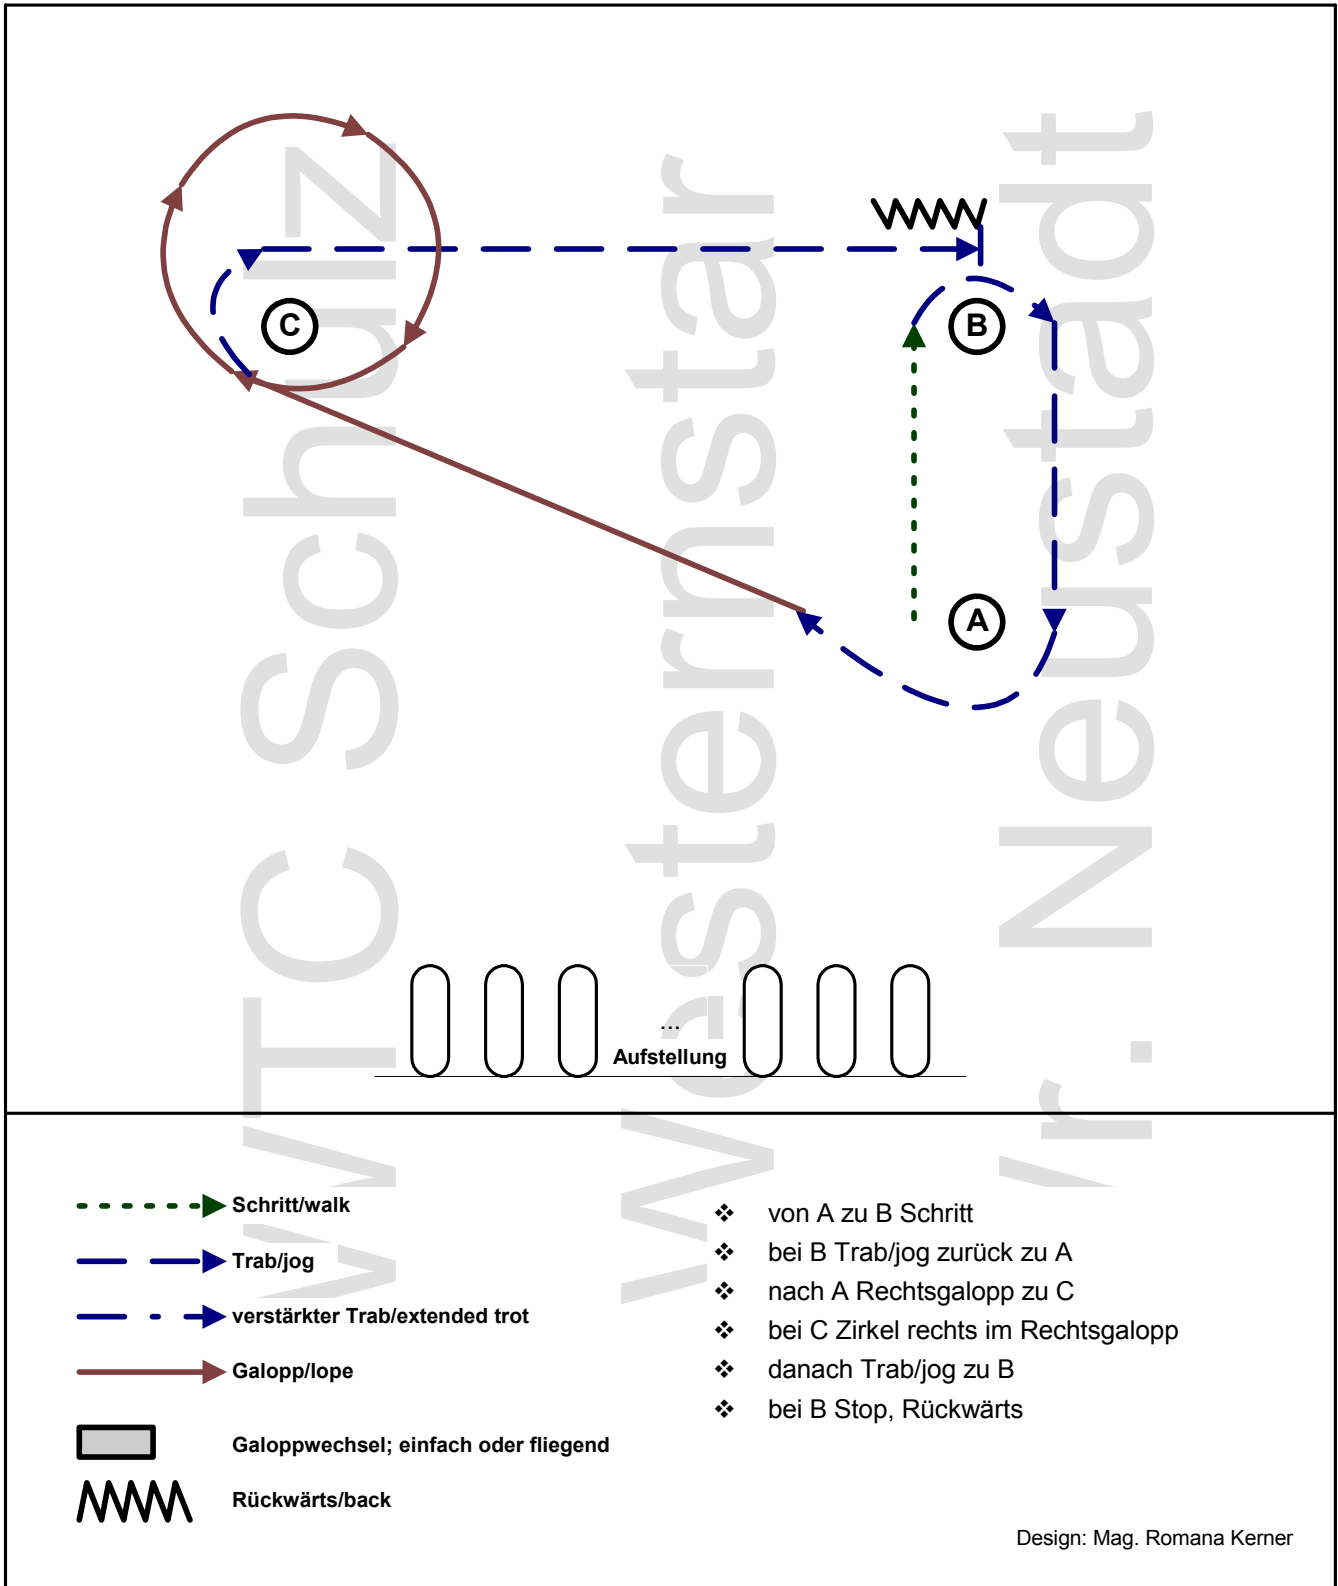 WTC Schulz
Westernstar
Wr. Neustadt
C
B
A
...
Aufstellung
Schritt/walk
Trab/jog
verstärkter Trab/extended trot
Galopp/lope
Galoppwechsel; einfach oder fliegend
Rückwärts/back
❖ von A zu B Schritt
❖ bei B Trab/jog zurück zu A
❖ nach A Rechtsgalopp zu C
❖ bei C Zirkel rechts im Rechtsgalopp
❖ danach Trab/jog zu B
❖ bei B Stop, Rückwärts
Design: Mag. Romana Kerner